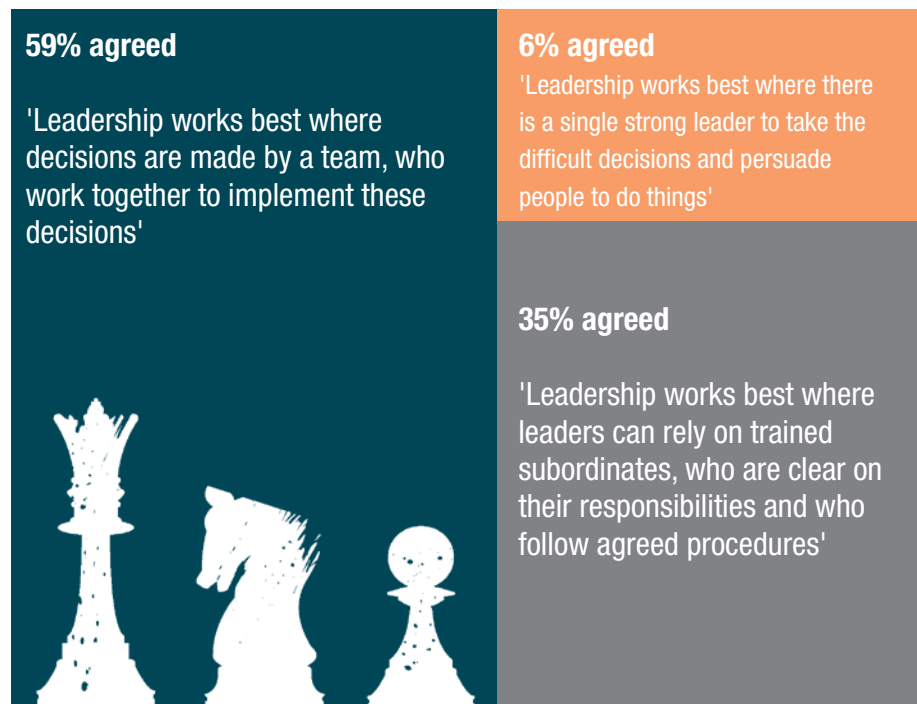 59% agreed
'Leadership works best where
decisions are made by a team, who
work together to implement these
decisions'
6% agreed
'Leadership works best where there
is a single strong leader to take the
difficult decisions and persuade
people to do things'
35% agreed
'Leadership works best where
leaders can rely on trained
subordinates, who are clear on
their responsibilities and who
follow agreed procedures'